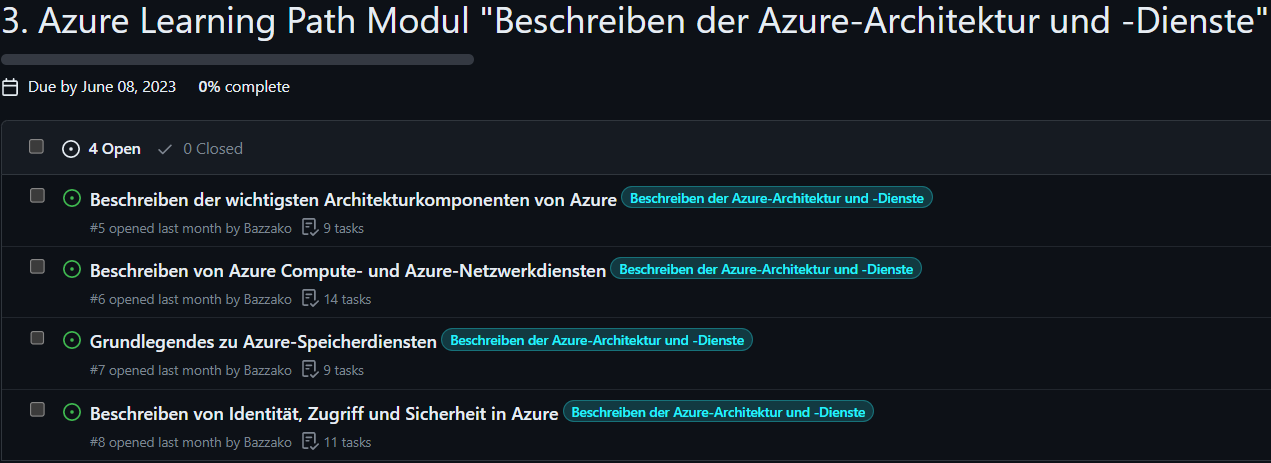 3. Azure Learning Path Modul "Beschreiben der Azure-Architektur und -Dienste"
Due by June 08, 2023 0% complete
4 Open 0 Closed
Beschreiben der wichtigsten Architekturkomponenten von Azure Beschreiben der Azure-Architektur und -Dienste
#5 opened last month by Bazzako 9 tasks
Beschreiben von Azure Compute- und Azure-Netzwerkdiensten Beschreiben der Azure-Architektur und -Dienste
#6 opened last month by Bazzako 14 tasks
Grundlegendes zu Azure-Speicherdiensten Beschreiben der Azure-Architektur und -Dienste
#7 opened last month by Bazzako 9 tasks
Beschreiben von Identität, Zugriff und Sicherheit in Azure Beschreiben der Azure-Architektur und -Dienste
#8 opened last month by Bazzako 11 tasks